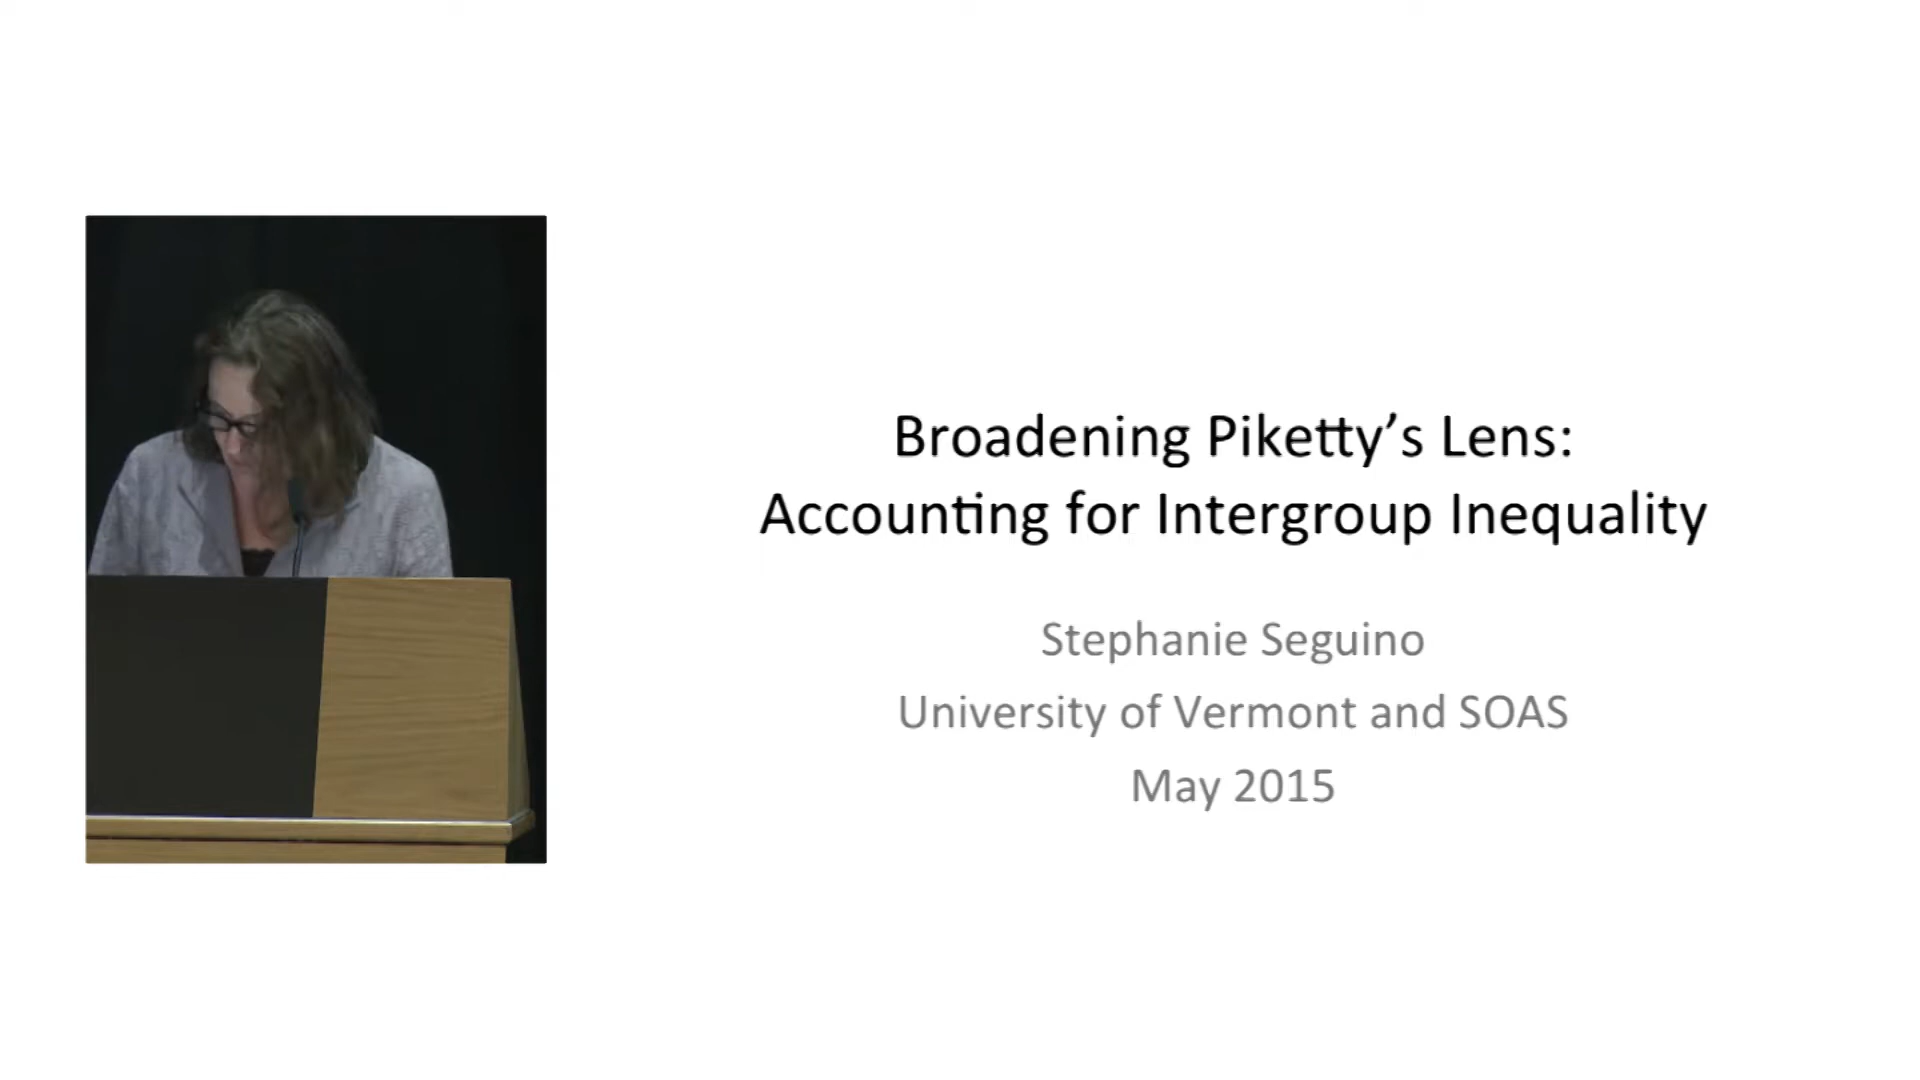 Broadening Piketty’s Lens:
Accounting for Intergroup Inequality
Stephanie Seguino
University of Vermont and SOAS
May 2015